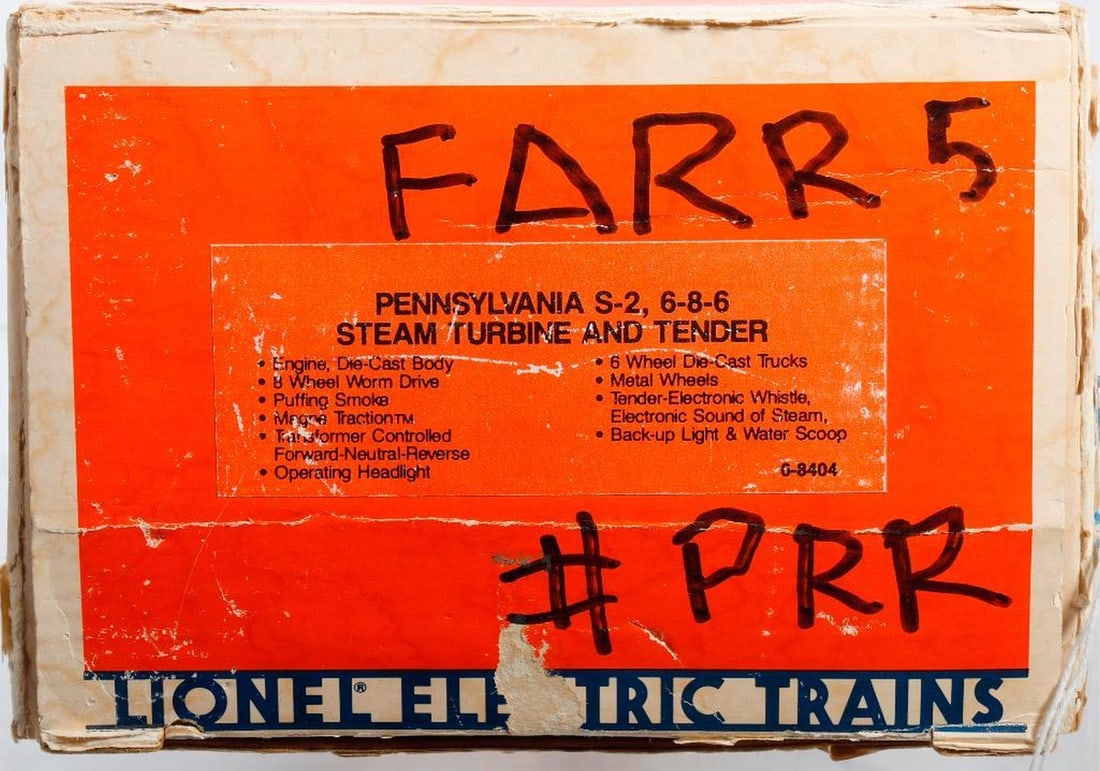 FARR 5
PENNSYLVANIA S-2, 6-8-6
STEAM TURBINE AND TENDER
• Engine, Die-Cast Body
• 8 Wheel Worm Drive
• Puffing Smoke
• Magne Traction™
• Transformer Controlled
Forward-Neutral-Reverse
• Operating Headlight
• 6 Wheel Die-Cast Trucks
• Metal Wheels
• Tender-Electronic Whistle,
Electronic Sound of Steam,
• Back-up Light & Water Scoop
6-8404
# PRR
LIONEL® ELECTRIC TRAINS